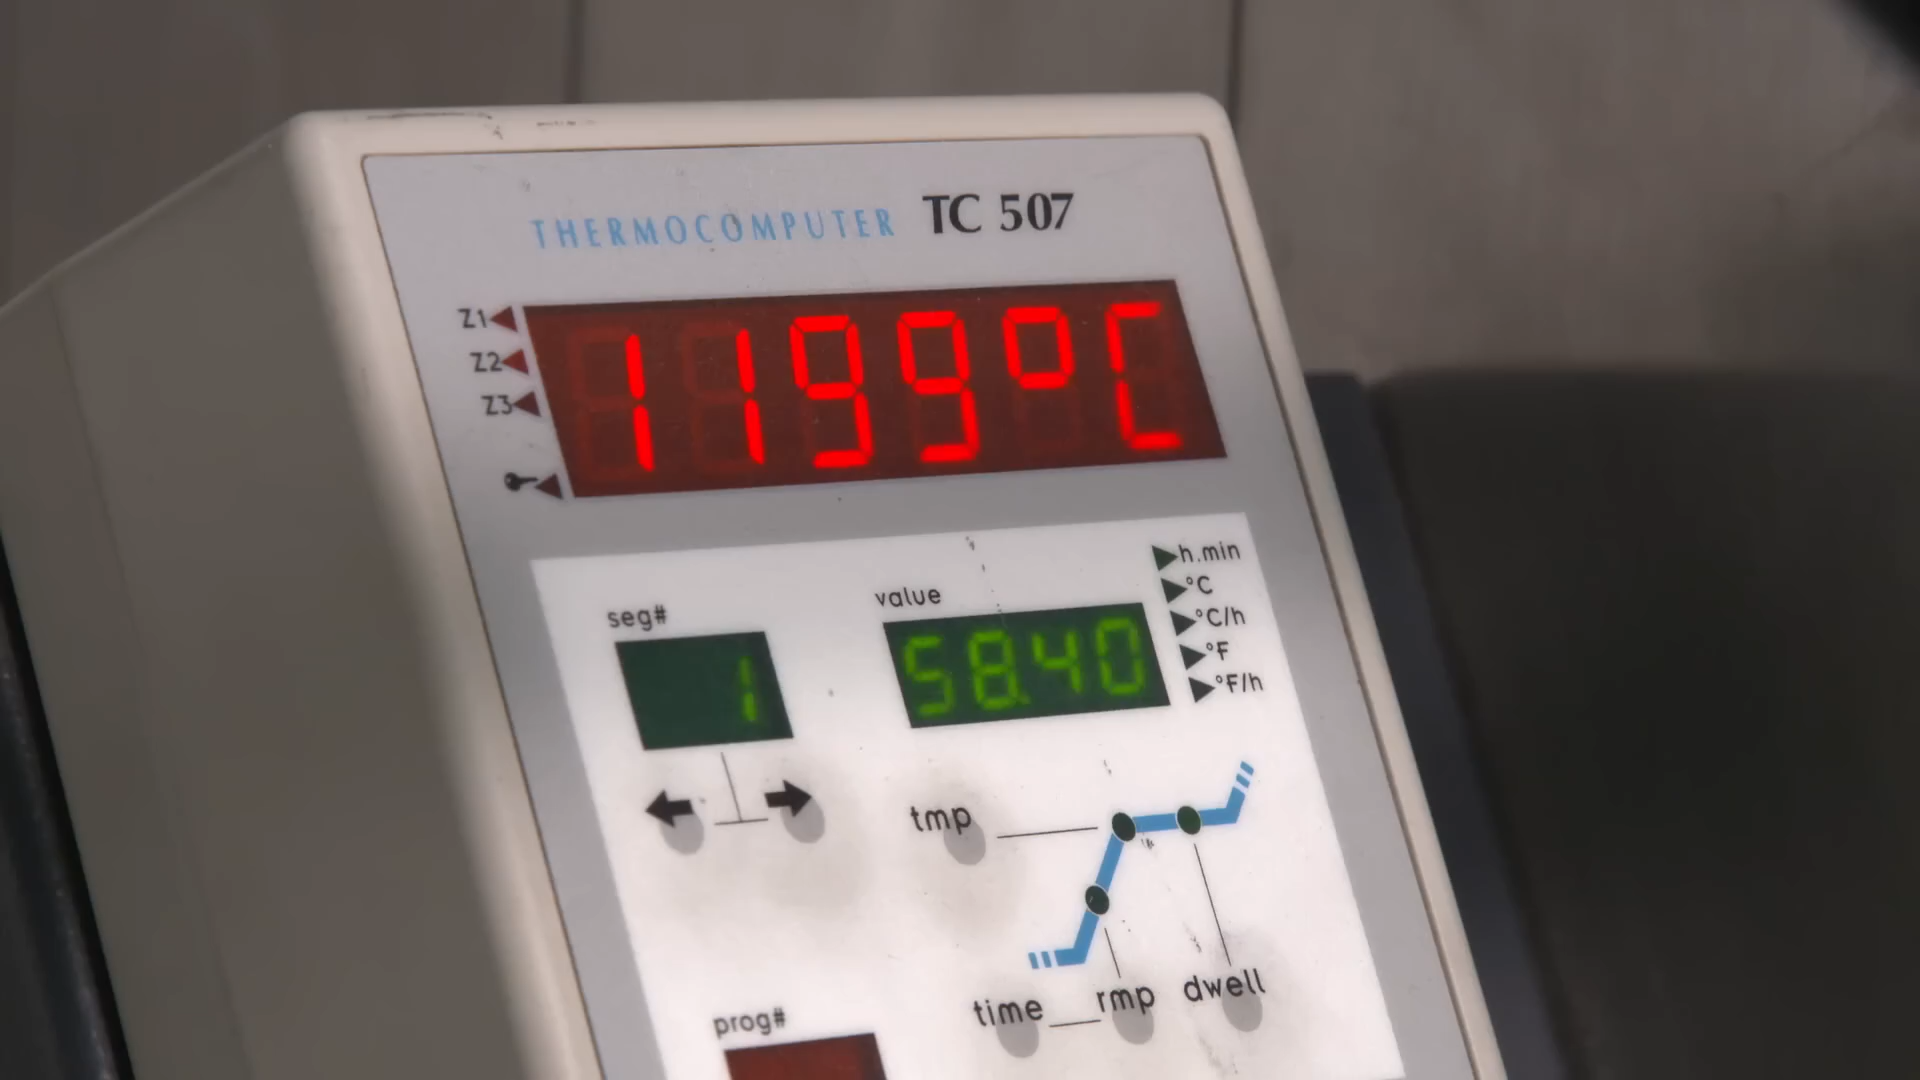 THERMOCOMPUTER TC 507
Z1
Z2
Z3
1199°C
seg#
value
1
58.40
h.min
°C
°C/h
°F
°F/h
tmp
time rmp dwell
prog#